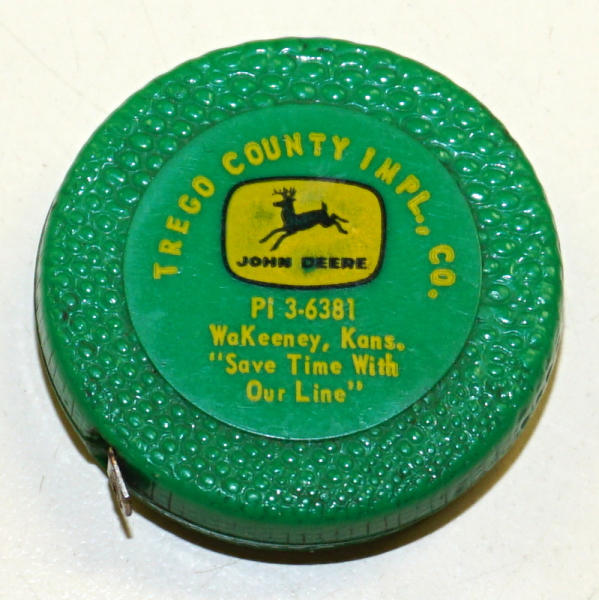 TREGO COUNTY IMPL., CO.
JOHN DEERE
PI 3-6381
WaKeeney, Kans.
"Save Time With
Our Line"